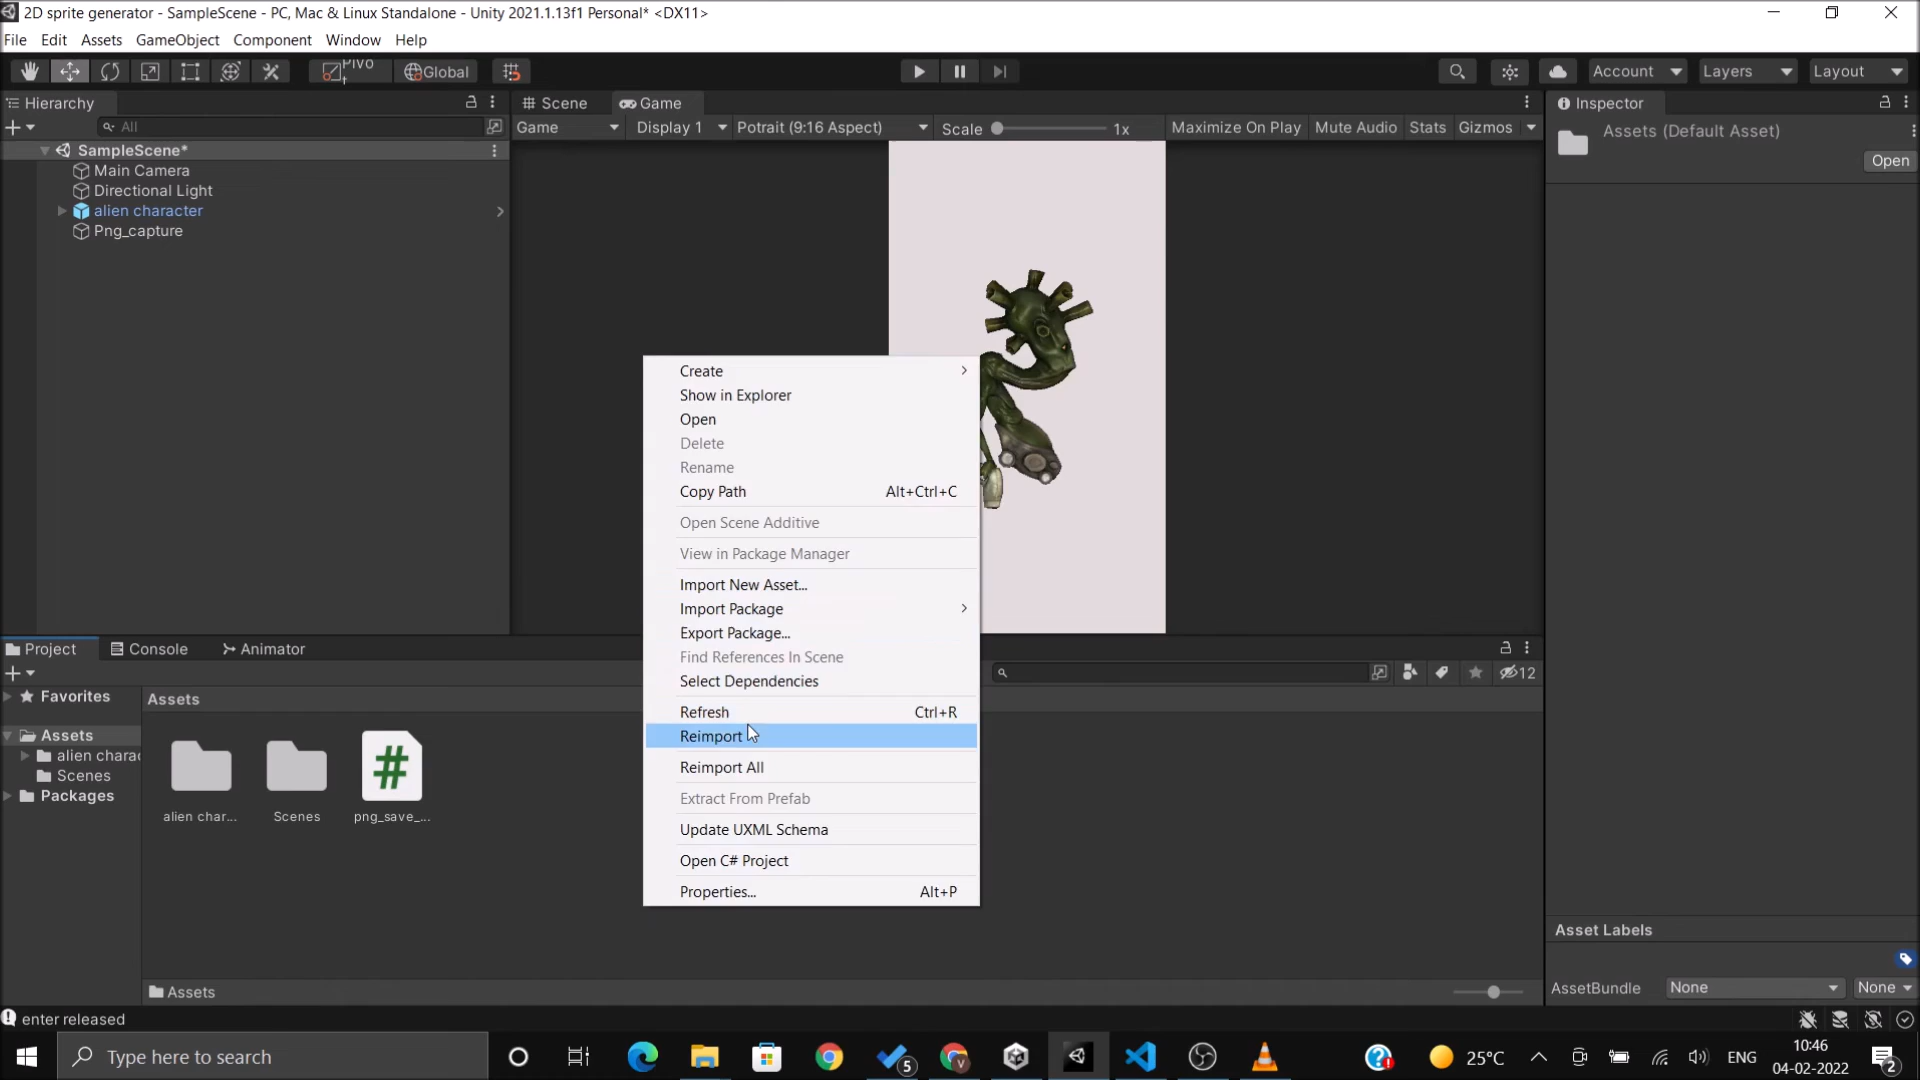 2D sprite generator - SampleScene - PC, Mac & Linux Standalone - Unity 2021.1.13f1 Personal* <DX11>
File Edit Assets GameObject Component Window Help
Global Account Layers Layout
Hierarchy Scene Game Inspector
All Game Display 1 Potrait (9:16 Aspect) Scale 1x Maximize On Play Mute Audio Stats Gizmos
Assets (Default Asset)
Open
SampleScene*
Main Camera
Directional Light
alien character
Png_capture
Create
Show in Explorer
Open
Delete
Rename
Copy Path Alt+Ctrl+C
Open Scene Additive
View in Package Manager
Import New Asset...
Import Package
Export Package...
Find References In Scene
Select Dependencies
Refresh Ctrl+R
Reimport
Reimport All
Extract From Prefab
Update UXML Schema
Open C# Project
Properties... Alt+P
Project Console Animator
12
Favorites Assets
Assets
alien charac
Scenes
Packages
alien char... Scenes png_save_...
#
Assets
Asset Labels
AssetBundle None None
enter released
Type here to search
5 V 25°C ENG 10:46 04-02-2022 2